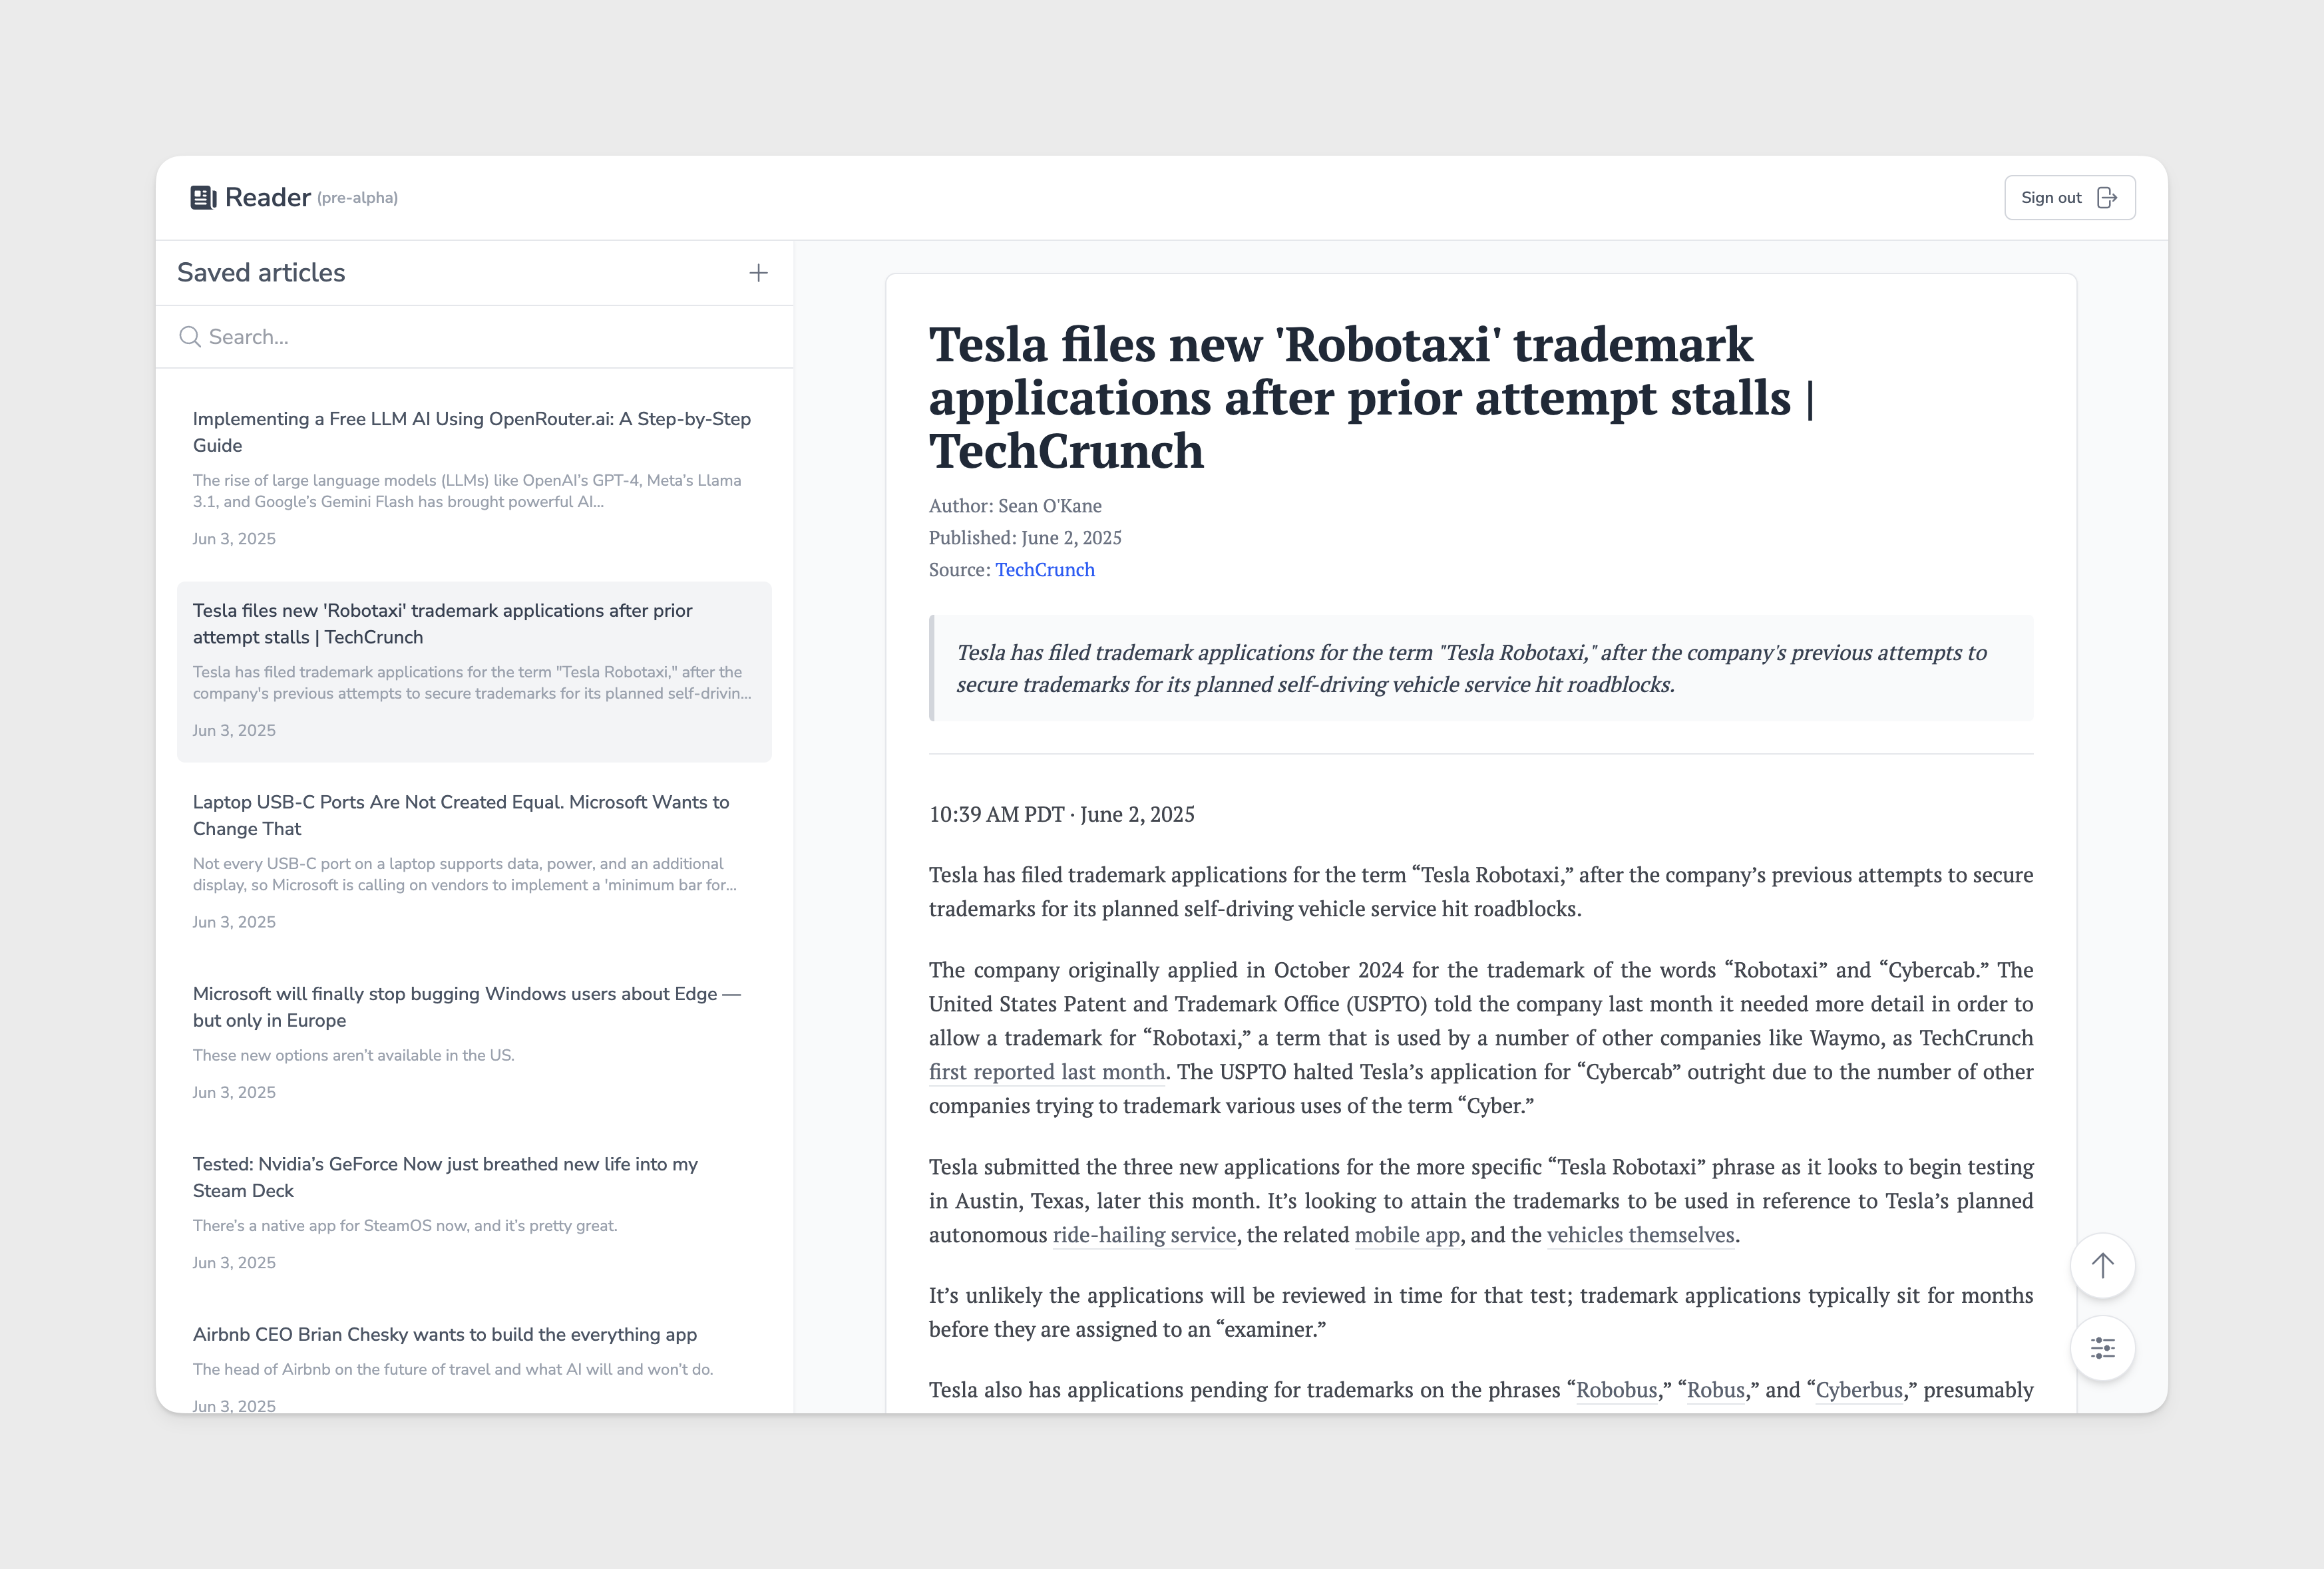 Reader (pre-alpha)
Sign out
Saved articles
Search...
Implementing a Free LLM AI Using OpenRouter.ai: A Step-by-Step
Guide
The rise of large language models (LLMs) like OpenAI’s GPT-4, Meta’s Llama
3.1, and Google’s Gemini Flash has brought powerful AI...
Jun 3, 2025
Tesla files new 'Robotaxi' trademark applications after prior
attempt stalls | TechCrunch
Tesla has filed trademark applications for the term "Tesla Robotaxi," after the
company's previous attempts to secure trademarks for its planned self-drivin...
Jun 3, 2025
Laptop USB-C Ports Are Not Created Equal. Microsoft Wants to
Change That
Not every USB-C port on a laptop supports data, power, and an additional
display, so Microsoft is calling on vendors to implement a 'minimum bar for...
Jun 3, 2025
Microsoft will finally stop bugging Windows users about Edge —
but only in Europe
These new options aren’t available in the US.
Jun 3, 2025
Tested: Nvidia’s GeForce Now just breathed new life into my
Steam Deck
There’s a native app for SteamOS now, and it’s pretty great.
Jun 3, 2025
Airbnb CEO Brian Chesky wants to build the everything app
The head of Airbnb on the future of travel and what AI will and won’t do.
Jun 3, 2025
Tesla files new 'Robotaxi' trademark
applications after prior attempt stalls |
TechCrunch
Author: Sean O'Kane
Published: June 2, 2025
Source: TechCrunch
Tesla has filed trademark applications for the term "Tesla Robotaxi," after the company's previous attempts to
secure trademarks for its planned self-driving vehicle service hit roadblocks.
10:39 AM PDT · June 2, 2025
Tesla has filed trademark applications for the term “Tesla Robotaxi,” after the company’s previous attempts to secure
trademarks for its planned self-driving vehicle service hit roadblocks.
The company originally applied in October 2024 for the trademark of the words “Robotaxi” and “Cybercab.” The
United States Patent and Trademark Office (USPTO) told the company last month it needed more detail in order to
allow a trademark for “Robotaxi,” a term that is used by a number of other companies like Waymo, as TechCrunch
first reported last month. The USPTO halted Tesla’s application for “Cybercab” outright due to the number of other
companies trying to trademark various uses of the term “Cyber.”
Tesla submitted the three new applications for the more specific “Tesla Robotaxi” phrase as it looks to begin testing
in Austin, Texas, later this month. It’s looking to attain the trademarks to be used in reference to Tesla’s planned
autonomous ride-hailing service, the related mobile app, and the vehicles themselves.
It’s unlikely the applications will be reviewed in time for that test; trademark applications typically sit for months
before they are assigned to an “examiner.”
Tesla also has applications pending for trademarks on the phrases “Robobus,” “Robus,” and “Cyberbus,” presumably